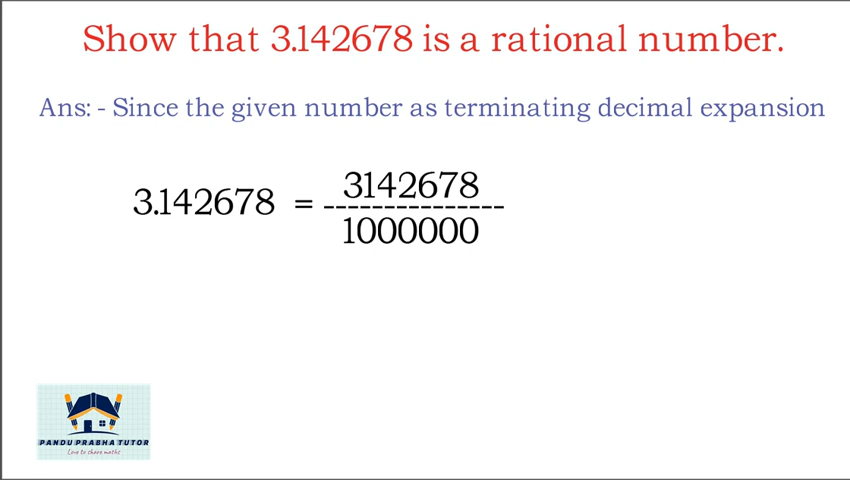 Show that 3.142678 is a rational number.
Ans: - Since the given number as terminating decimal expansion
3142678
3.142678 = ---------------
1000000
PANDU PRABHA TUTOR
Love to share maths